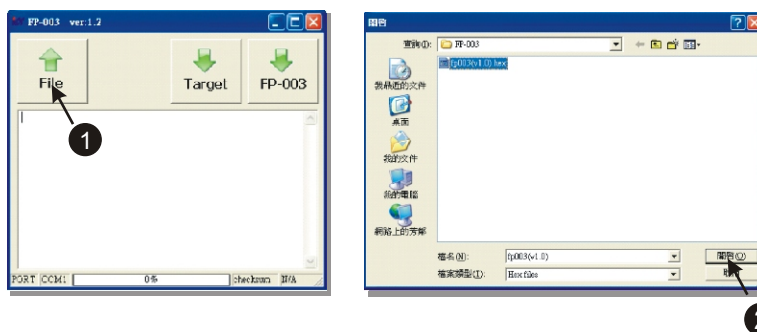 FP-003 ver:1.2
File
Target
FP-003
1
PORT
COM1
0%
checksum
N/A
開啟
查詢(I):
FP-003
fp003(v1.0).hex
我最近的文件
桌面
我的文件
我的電腦
網路上的芳鄰
檔名(N):
fp003(v1.0)
開啟(O)
檔案類型(T):
Hex files